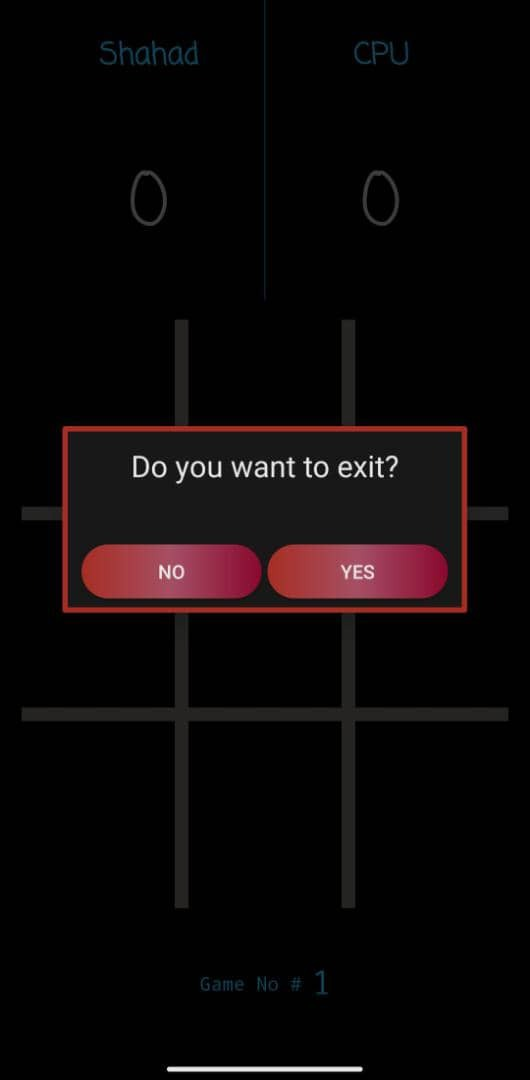 Shahad CPU
0 0
Do you want to exit?
NO YES
Game No # 1